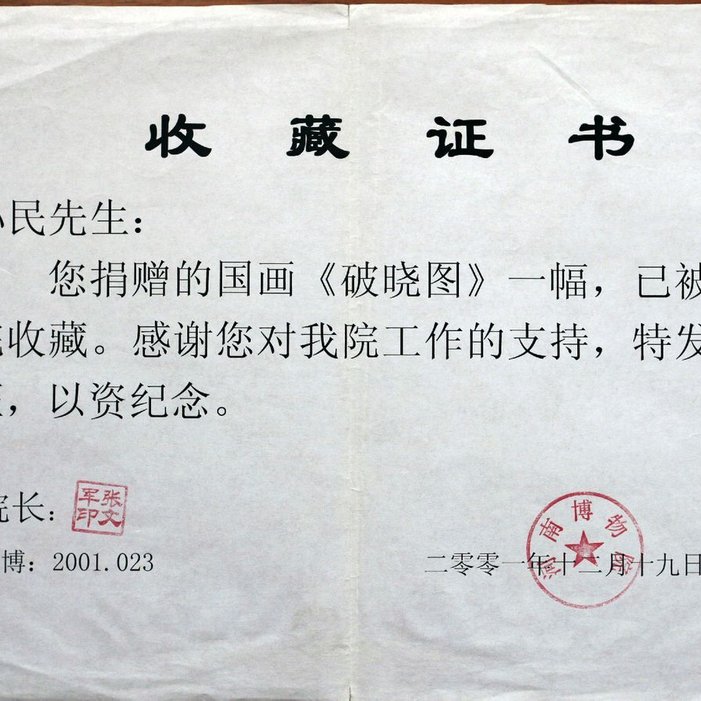 收藏证书
民先生：
您捐赠的国画《破晓图》一幅，已被
收藏。感谢您对我院工作的支持，特发
，以资纪念。
院长：张文军印
博：2001.023
二零零一年十二月十九日
河南博物院